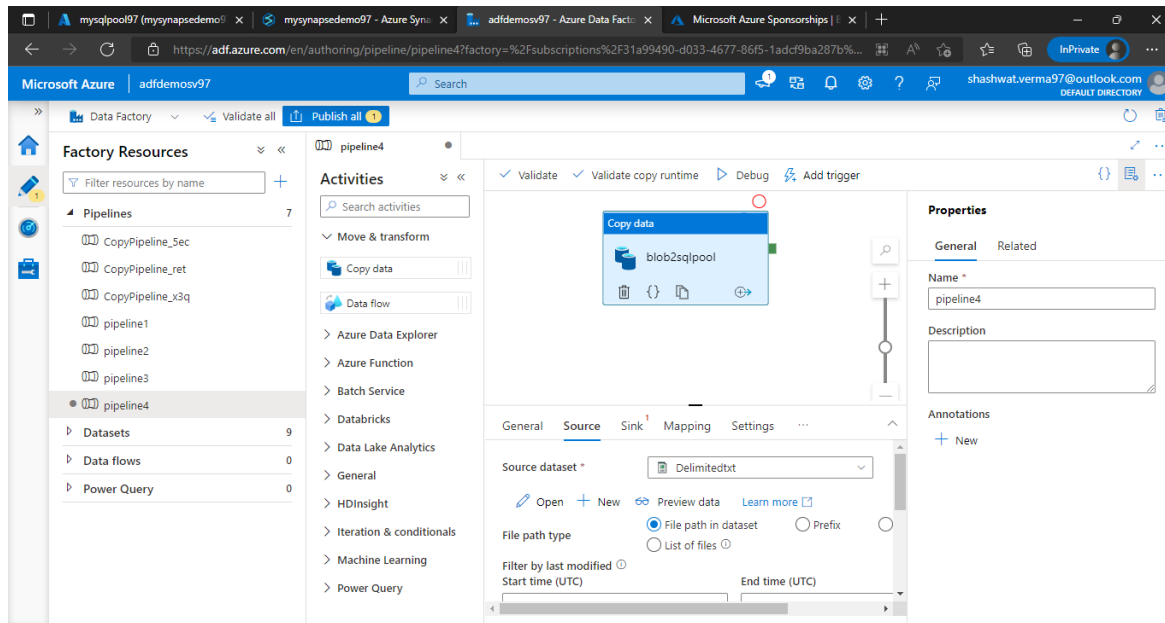 mysqlpool97 (mysynapsedemo9
mysynapsedemo97 - Azure Syna
adfdemosv97 - Azure Data Facto
Microsoft Azure Sponsorships | E
https://adf.azure.com/en/authoring/pipeline/pipeline4?factory=%2Fsubscriptions%2F31a99490-d033-4677-86f5-1adcf9ba287b%...
InPrivate
Microsoft Azure
adfdemosv97
Search
1
shashwat.verma97@outlook.com
DEFAULT DIRECTORY
Data Factory
Validate all
Publish all 1
1
Factory Resources
Filter resources by name
Pipelines 7
CopyPipeline_5ec
CopyPipeline_ret
CopyPipeline_x3q
pipeline1
pipeline2
pipeline3
pipeline4
Datasets 9
Data flows 0
Power Query 0
pipeline4
Activities
Search activities
Move & transform
Copy data
Data flow
Azure Data Explorer
Azure Function
Batch Service
Databricks
Data Lake Analytics
General
HDInsight
Iteration & conditionals
Machine Learning
Power Query
Validate
Validate copy runtime
Debug
Add trigger
Copy data
blob2sqlpool
General
Source
Sink 1
Mapping
Settings
Source dataset *
Delimitedtxt
Open
New
Preview data
Learn more
File path type
File path in dataset
Prefix
List of files
Filter by last modified
Start time (UTC)
End time (UTC)
Properties
General
Related
Name *
pipeline4
Description
Annotations
New